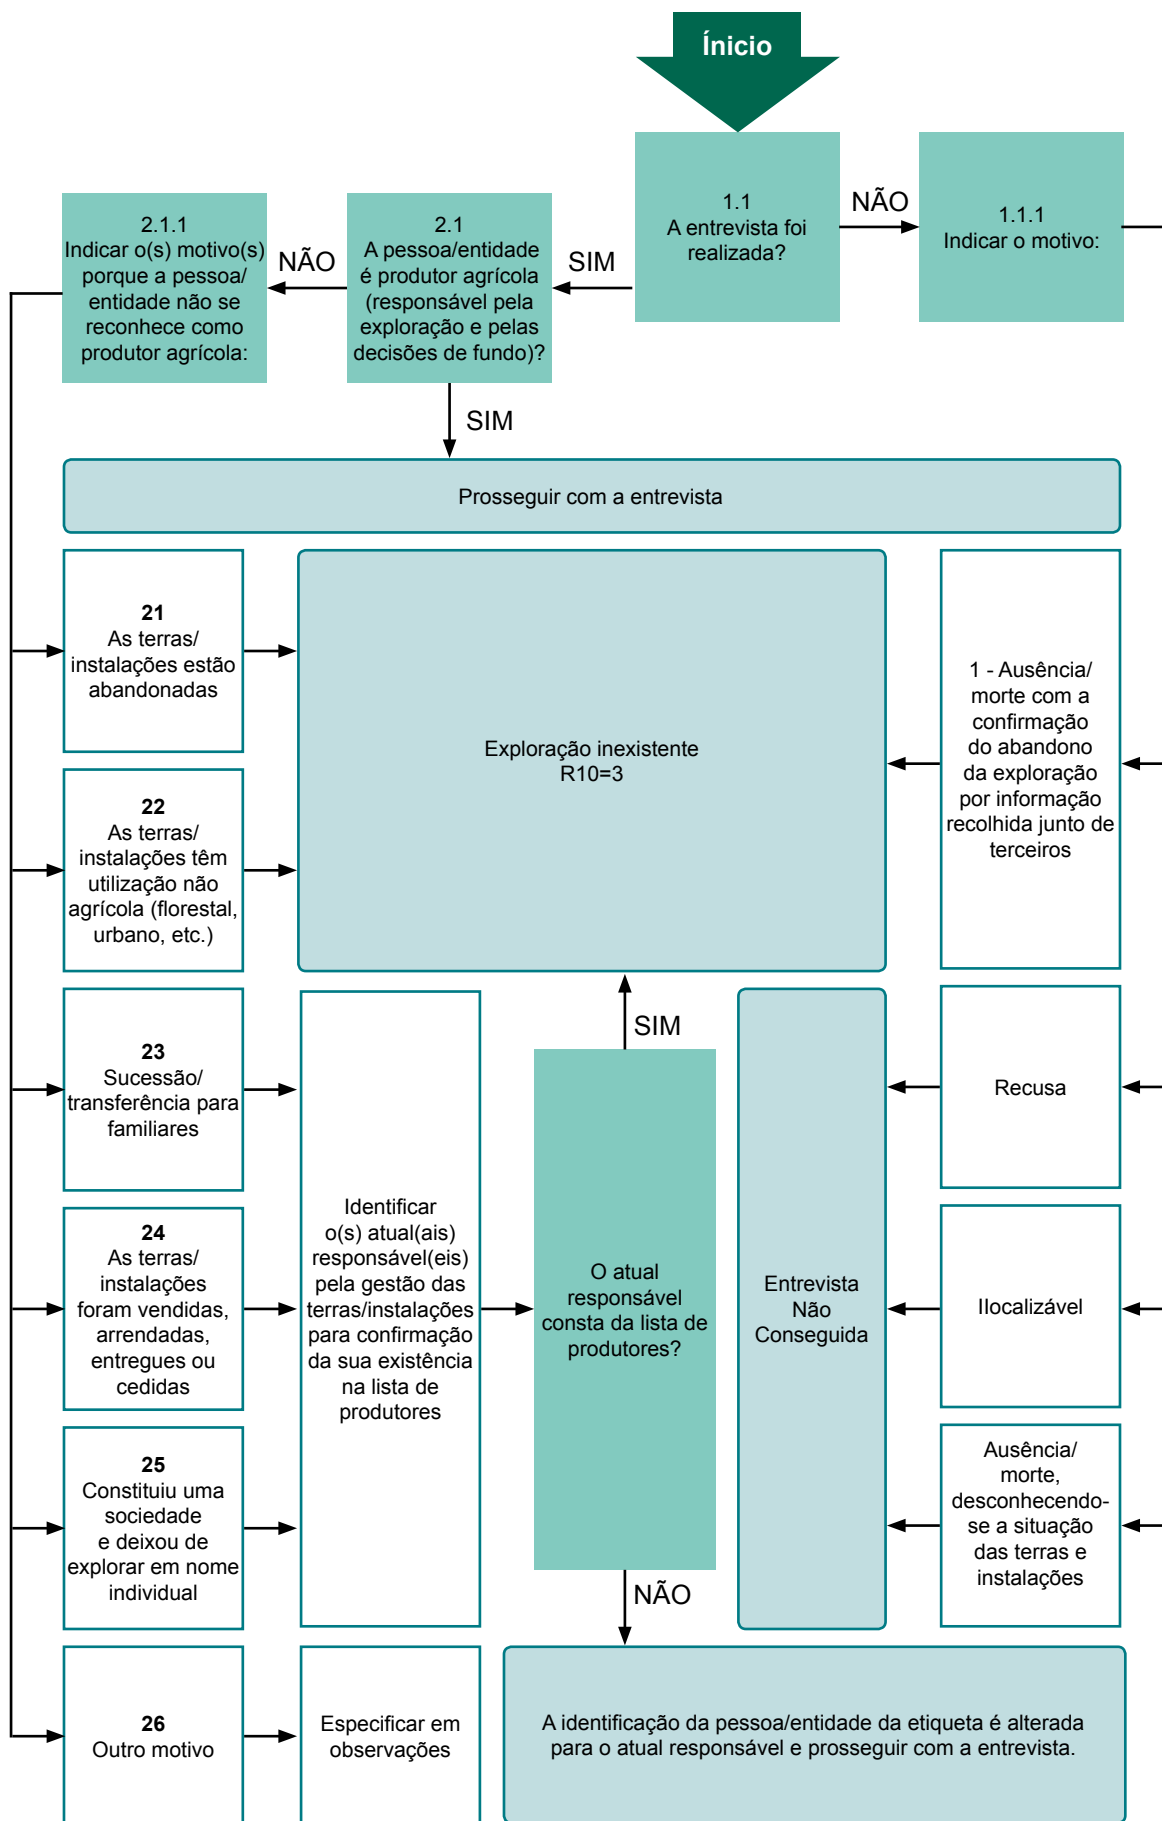 Ínicio
1.1
A entrevista foi
realizada?
NÃO
1.1.1
Indicar o motivo:
SIM
2.1
A pessoa/entidade
é produtor agrícola
(responsável pela
exploração e pelas
decisões de fundo)?
NÃO
2.1.1
Indicar o(s) motivo(s)
porque a pessoa/
entidade não se
reconhece como
produtor agrícola:
SIM
Prosseguir com a entrevista
21
As terras/
instalações estão
abandonadas
22
As terras/
instalações têm
utilização não
agrícola (florestal,
urbano, etc.)
Exploração inexistente
R10=3
1 - Ausência/
morte com a
confirmação
do abandono
da exploração
por informação
recolhida junto de
terceiros
23
Sucessão/
transferência para
familiares
24
As terras/
instalações
foram vendidas,
arrendadas,
entregues ou
cedidas
25
Constituiu uma
sociedade
e deixou de
explorar em nome
individual
Identificar
o(s) atual(ais)
responsável(eis)
pela gestão das
terras/instalações
para confirmação
da sua existência
na lista de
produtores
SIM
O atual
responsável
consta da lista de
produtores?
NÃO
Entrevista
Não
Conseguida
Recusa
Ilocalizável
Ausência/
morte,
desconhecendo-
se a situação
das terras e
instalações
26
Outro motivo
Especificar em
observações
A identificação da pessoa/entidade da etiqueta é alterada
para o atual responsável e prosseguir com a entrevista.